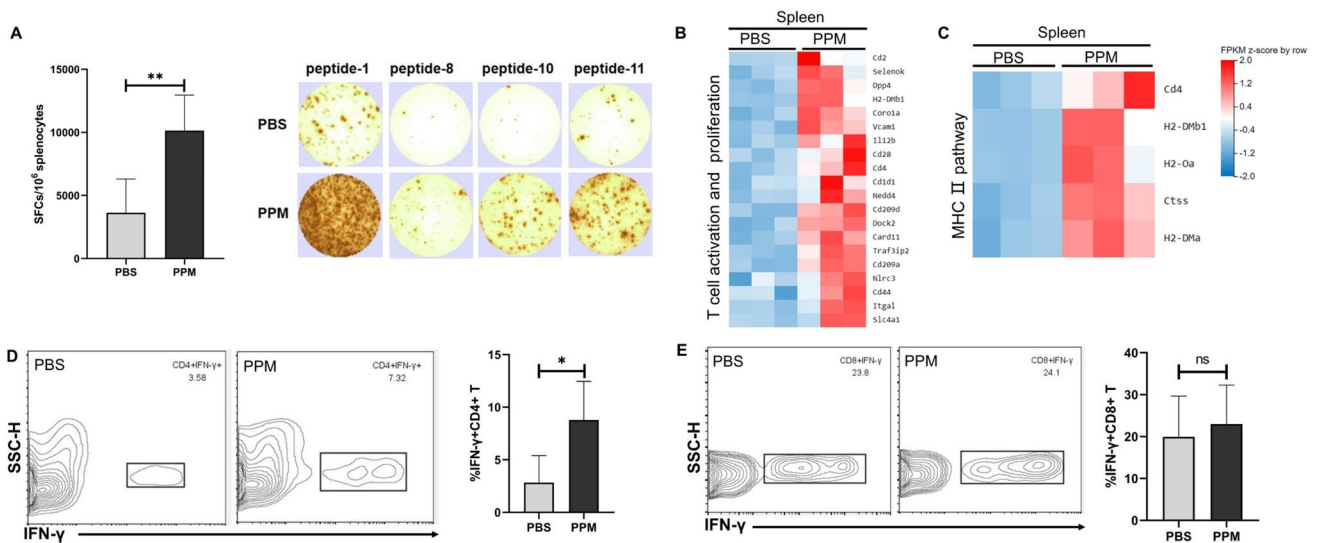 A
SFCs/10⁶ splenocytes
15000
10000
5000
0
**
PBS
PPM
peptide-1
peptide-8
peptide-10
peptide-11
PBS
PPM
B
Spleen
PBS
PPM
T cell activation and proliferation
Cd2
Selenok
Dpp4
H2-DMb1
Coro1a
Vcam1
Il12b
Cd28
Cd4
Cd1d1
Nedd4
Cd209d
Dock2
Card11
Traf3ip2
Cd209a
Nlrc3
Cd44
Itgal
Slc4a1
C
Spleen
PBS
PPM
MHC II pathway
Cd4
H2-DMb1
H2-Oa
Ctss
H2-DMa
FPKM z-score by row
2.0
1.2
0.4
-0.4
-1.2
-2.0
D
SSC-H
PBS
CD4+IFN-γ+
3.58
PPM
CD4+IFN-γ+
7.32
IFN-γ
%IFN-γ+CD4+ T
15
10
5
0
*
PBS
PPM
E
SSC-H
PBS
CD8+IFN-γ
23.8
PPM
CD8+IFN-γ
24.1
IFN-γ
%IFN-γ+CD8+ T
40
30
20
10
0
ns
PBS
PPM